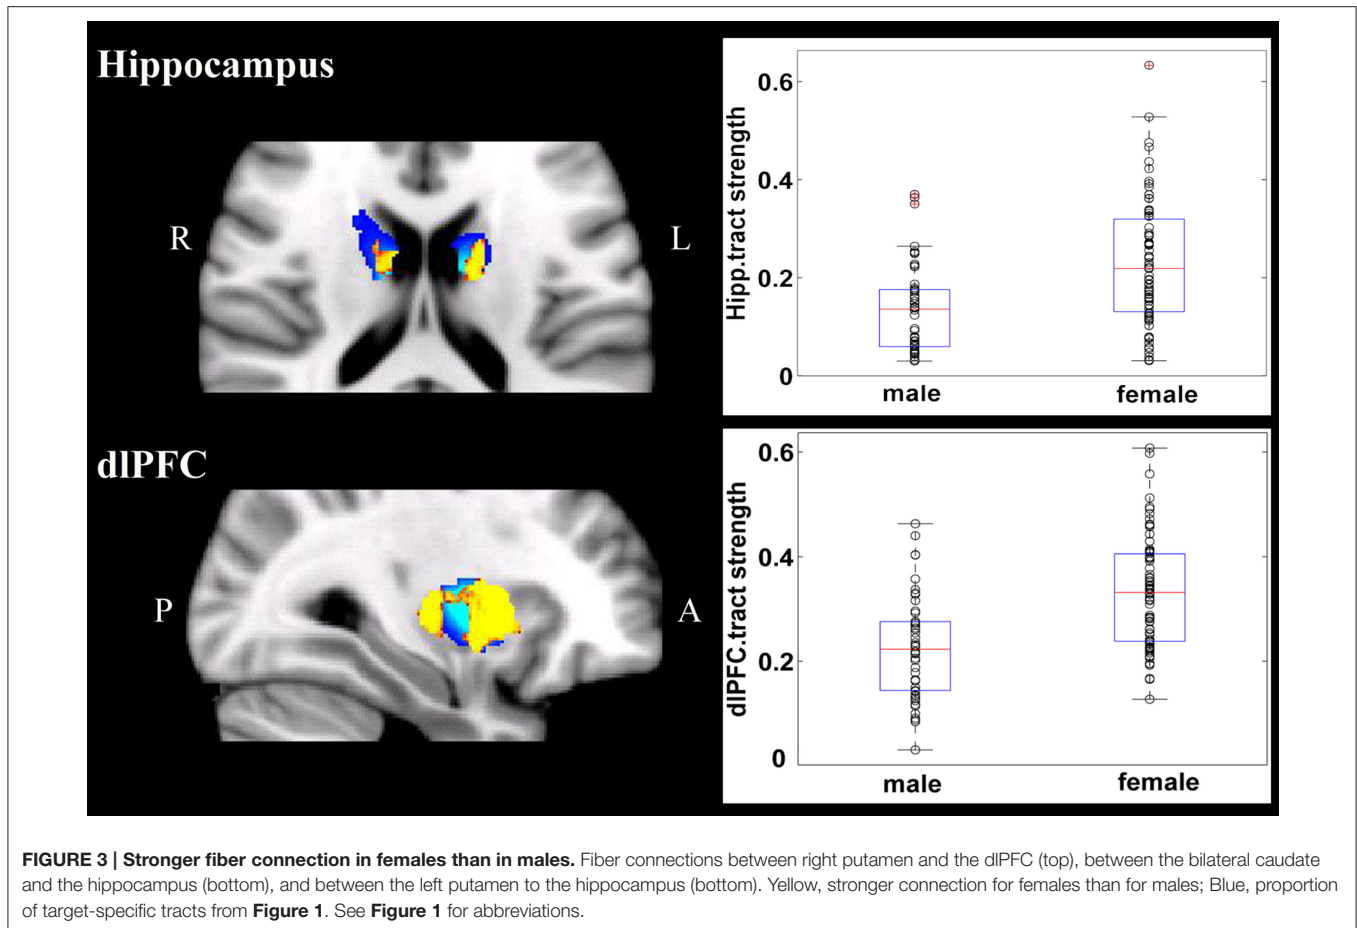 Hippocampus
R
L
Hipp.tract strength
0.6
0.4
0.2
0
male
female
dlPFC
P
A
dlPFC.tract strength
0.6
0.4
0.2
0
male
female
FIGURE 3 | Stronger fiber connection in females than in males. Fiber connections between right putamen and the dlPFC (top), between the bilateral caudate
and the hippocampus (bottom), and between the left putamen to the hippocampus (bottom). Yellow, stronger connection for females than for males; Blue, proportion
of target-specific tracts from Figure 1. See Figure 1 for abbreviations.